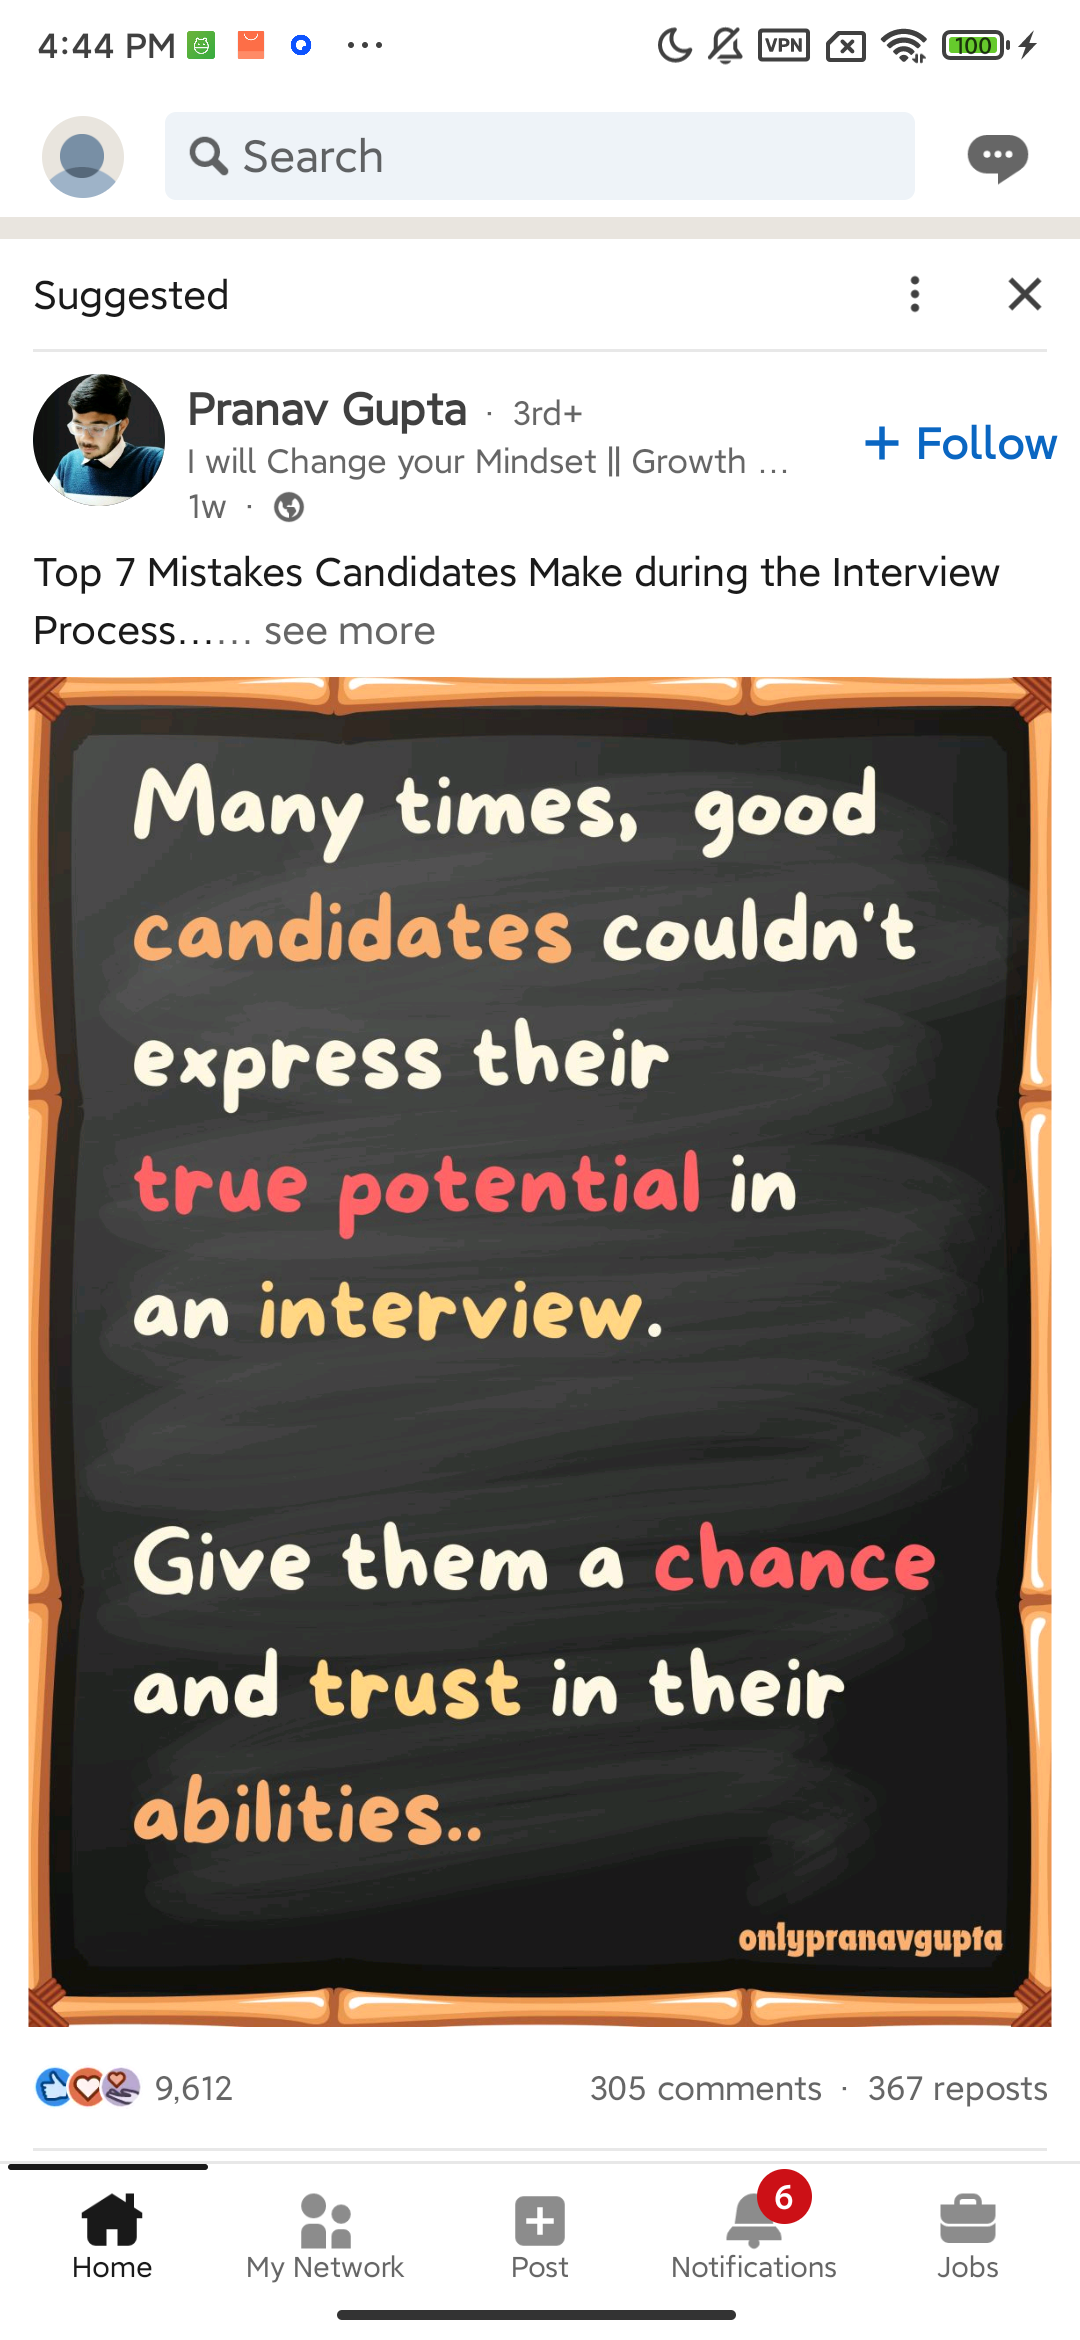 4:44 PM
VPN
100
Search
Suggested
Pranav Gupta · 3rd+
I will Change your Mindset || Growth ...
1w ·
+ Follow
Top 7 Mistakes Candidates Make during the Interview
Process...... see more
Many times, good
candidates couldn't
express their
true potential in
an interview.
Give them a chance
and trust in their
abilities..
onlypranavgupta
9,612
305 comments · 367 reposts
6
Home
My Network
Post
Notifications
Jobs